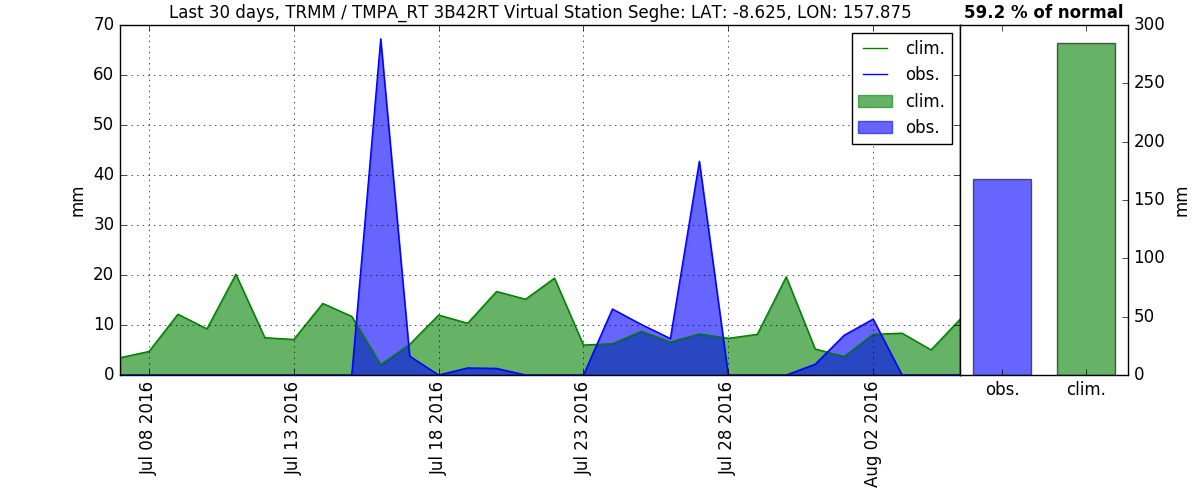 Last 30 days, TRMM / TMPA_RT 3B42RT Virtual Station Seghe: LAT: -8.625, LON: 157.875
59.2 % of normal
70
60
50
40
30
20
10
0
mm
clim.
obs.
clim.
obs.
300
250
200
150
100
50
0
mm
obs.
clim.
Jul 08 2016
Jul 13 2016
Jul 18 2016
Jul 23 2016
Jul 28 2016
Aug 02 2016